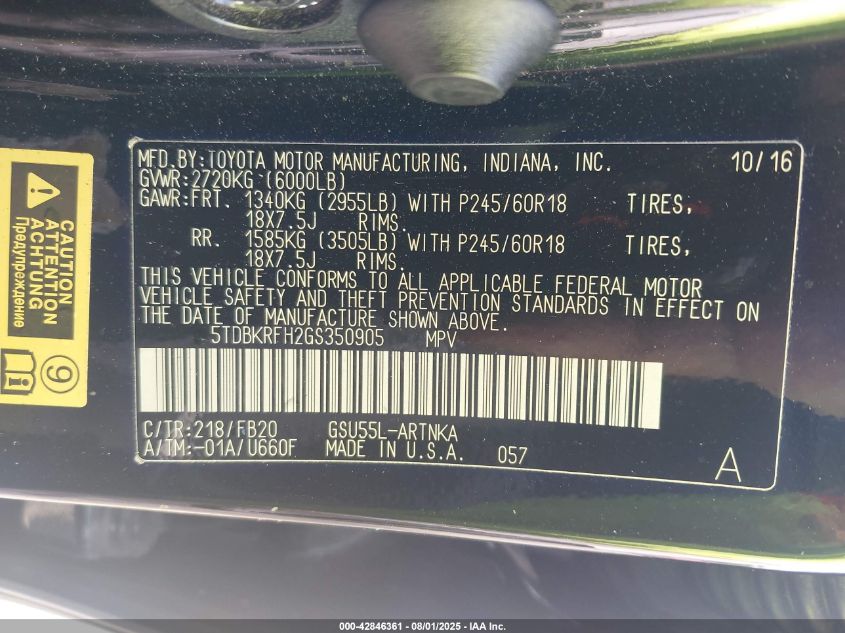 MFD.BY:TOYOTA MOTOR MANUFACTURING, INDIANA, INC. 10/16
GVWR:2720KG (6000LB)
GAWR:FRT. 1340KG (2955LB) WITH P245/60R18 TIRES,
18X7.5J RIMS.
RR. 1585KG (3505LB) WITH P245/60R18 TIRES,
18X7.5J RIMS.
THIS VEHICLE CONFORMS TO ALL APPLICABLE FEDERAL MOTOR
VEHICLE SAFETY AND THEFT PREVENTION STANDARDS IN EFFECT ON
THE DATE OF MANUFACTURE SHOWN ABOVE.
5TDBKRFH2GS350905 MPV
C/TR:218/FB20 GSU55L-ARTNKA
A/TM:-01A/U660F MADE IN U.S.A. 057
A
CAUTION
ATTENTION
ACHTUNG
Предупреждение
9
i
000-42846361 - 08/01/2025 - IAA Inc.